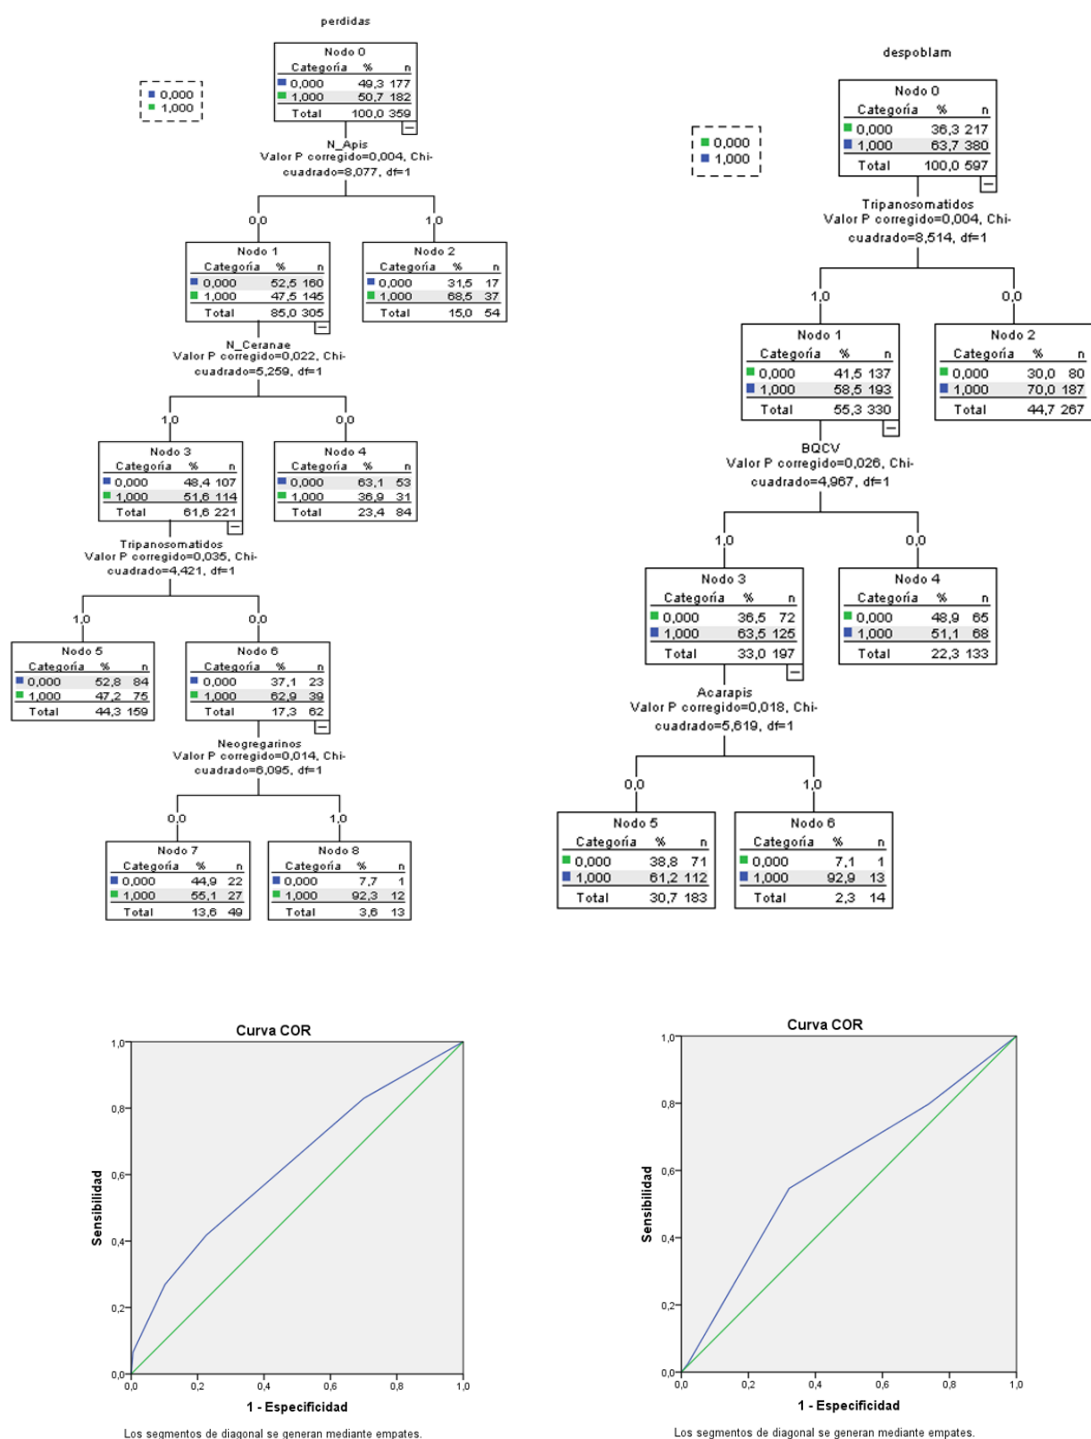 perdidas
0,000
1,000
Nodo 0
Categoría % n
0,000 49,3 177
1,000 50,7 182
Total 100,0 359
N_Apis
Valor P corregido=0,004, Chi-
cuadrado=8,077, df=1
0,0 1,0
Nodo 1
Categoría % n
0,000 52,5 160
1,000 47,5 145
Total 85,0 305
Nodo 2
Categoría % n
0,000 31,5 17
1,000 68,5 37
Total 15,0 54
N_Ceranae
Valor P corregido=0,022, Chi-
cuadrado=5,259, df=1
1,0 0,0
Nodo 3
Categoría % n
0,000 48,4 107
1,000 51,6 114
Total 61,6 221
Nodo 4
Categoría % n
0,000 63,1 53
1,000 36,9 31
Total 23,4 84
Tripanosomatidos
Valor P corregido=0,035, Chi-
cuadrado=4,421, df=1
1,0 0,0
Nodo 5
Categoría % n
0,000 52,8 84
1,000 47,2 75
Total 44,3 159
Nodo 6
Categoría % n
0,000 37,1 23
1,000 62,9 39
Total 17,3 62
Neogregarinos
Valor P corregido=0,014, Chi-
cuadrado=6,095, df=1
0,0 1,0
Nodo 7
Categoría % n
0,000 44,9 22
1,000 55,1 27
Total 13,6 49
Nodo 8
Categoría % n
0,000 7,7 1
1,000 92,3 12
Total 3,6 13
despoblam
0,000
1,000
Nodo 0
Categoría % n
0,000 36,3 217
1,000 63,7 380
Total 100,0 597
Tripanosomatidos
Valor P corregido=0,004, Chi-
cuadrado=8,514, df=1
1,0 0,0
Nodo 1
Categoría % n
0,000 41,5 137
1,000 58,5 193
Total 55,3 330
Nodo 2
Categoría % n
0,000 30,0 80
1,000 70,0 187
Total 44,7 267
BQCV
Valor P corregido=0,026, Chi-
cuadrado=4,967, df=1
1,0 0,0
Nodo 3
Categoría % n
0,000 36,5 72
1,000 63,5 125
Total 33,0 197
Nodo 4
Categoría % n
0,000 48,9 65
1,000 51,1 68
Total 22,3 133
Acarapis
Valor P corregido=0,018, Chi-
cuadrado=5,619, df=1
0,0 1,0
Nodo 5
Categoría % n
0,000 38,8 71
1,000 61,2 112
Total 30,7 183
Nodo 6
Categoría % n
0,000 7,1 1
1,000 92,9 13
Total 2,3 14
Curva COR
Sensibilidad
1,0
0,8
0,6
0,4
0,2
0,0
0,0 0,2 0,4 0,6 0,8 1,0
1 - Especificidad
Los segmentos de diagonal se generan mediante empates.
Curva COR
Sensibilidad
1,0
0,8
0,6
0,4
0,2
0,0
0,0 0,2 0,4 0,6 0,8 1,0
1 - Especificidad
Los segmentos de diagonal se generan mediante empates.